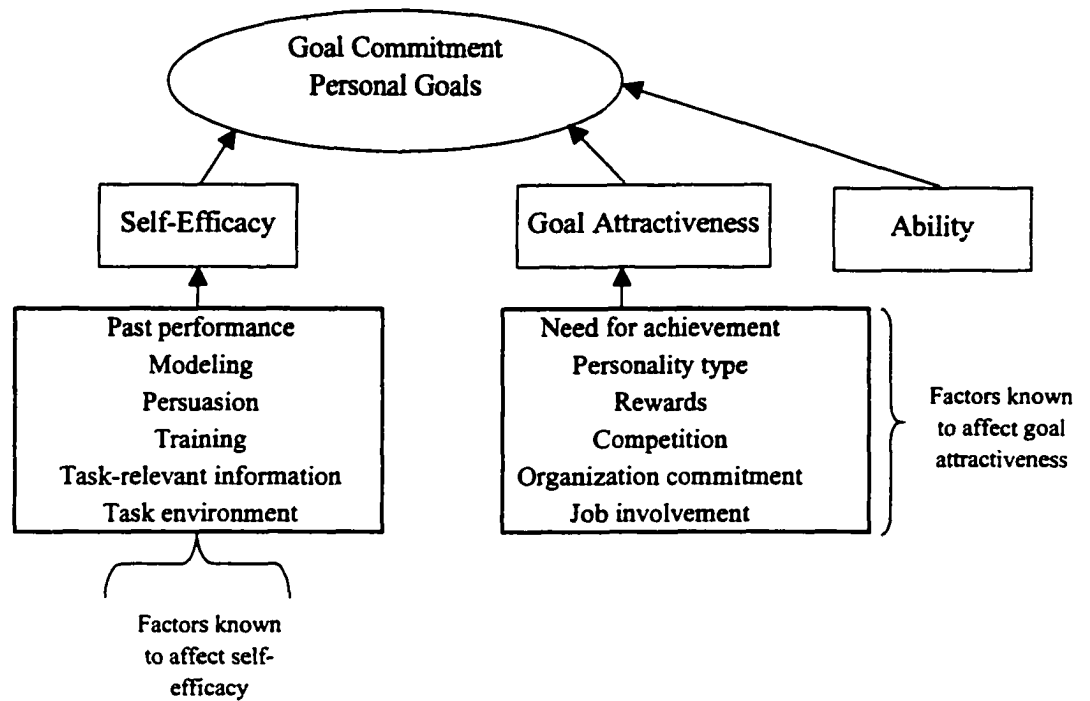 Goal Commitment
Personal Goals
Self-Efficacy
Goal Attractiveness
Ability
Past performance
Modeling
Persuasion
Training
Task-relevant information
Task environment
Need for achievement
Personality type
Rewards
Competition
Organization commitment
Job involvement
Factors known
to affect goal
attractiveness
Factors known
to affect self-
efficacy